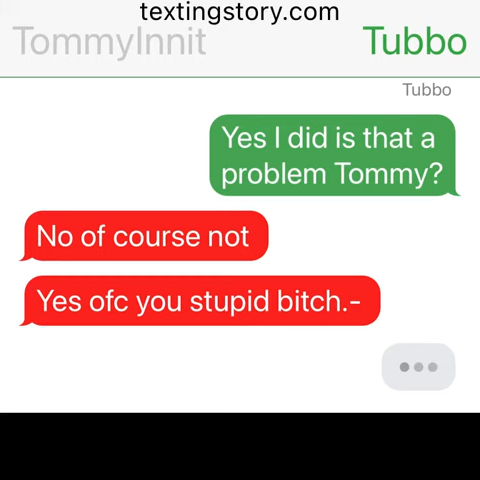 textingstory.com
TommyInnit Tubbo
Tubbo
Yes I did is that a
problem Tommy?
No of course not
Yes ofc you stupid bitch.-